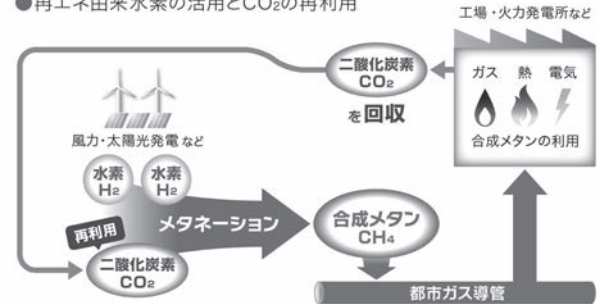 ●再エネ由来水素の活用とCO₂の再利用
工場・火力発電所など
二酸化炭素
CO₂
を回収
ガス 熱 電気
合成メタンの利用
風力・太陽光発電など
水素
H₂
水素
H₂
メタネーション
合成メタン
CH₄
再利用
二酸化炭素
CO₂
都市ガス導管